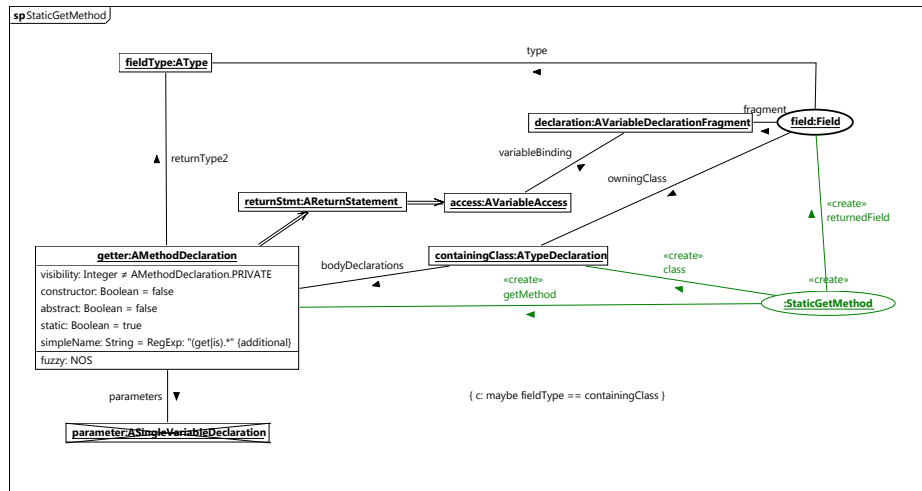 sp StaticGetMethod
type
fieldType:AType
fragment
declaration:AVariableDeclarationFragment
field:Field
variableBinding
returnType2
owningClass
returnStmt:AReturnStatement
access:AVariableAccess
«create»
returnedField
getter:AMethodDeclaration
visibility: Integer ≠ AMethodDeclaration.PRIVATE
constructor: Boolean = false
abstract: Boolean = false
static: Boolean = true
simpleName: String = RegExp: "(get|is).*" {additional}
fuzzy: NOS
bodyDeclarations
containingClass:ATypeDeclaration
«create»
class
«create»
getMethod
«create»
:StaticGetMethod
parameters
{ c: maybe fieldType == containingClass }
parameter:ASingleVariableDeclaration